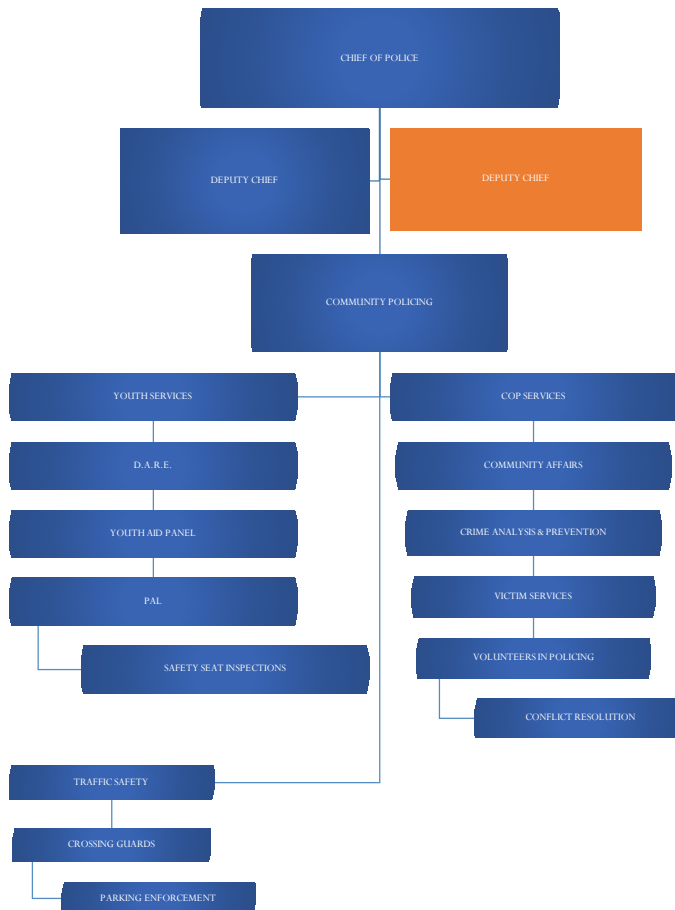 CHIEF OF POLICE
DEPUTY CHIEF
DEPUTY CHIEF
COMMUNITY POLICING
YOUTH SERVICES
D.A.R.E.
YOUTH AID PANEL
PAL
SAFETY SEAT INSPECTIONS
COP SERVICES
COMMUNITY AFFAIRS
CRIME ANALYSIS & PREVENTION
VICTIM SERVICES
VOLUNTEERS IN POLICING
CONFLICT RESOLUTION
TRAFFIC SAFETY
CROSSING GUARDS
PARKING ENFORCEMENT